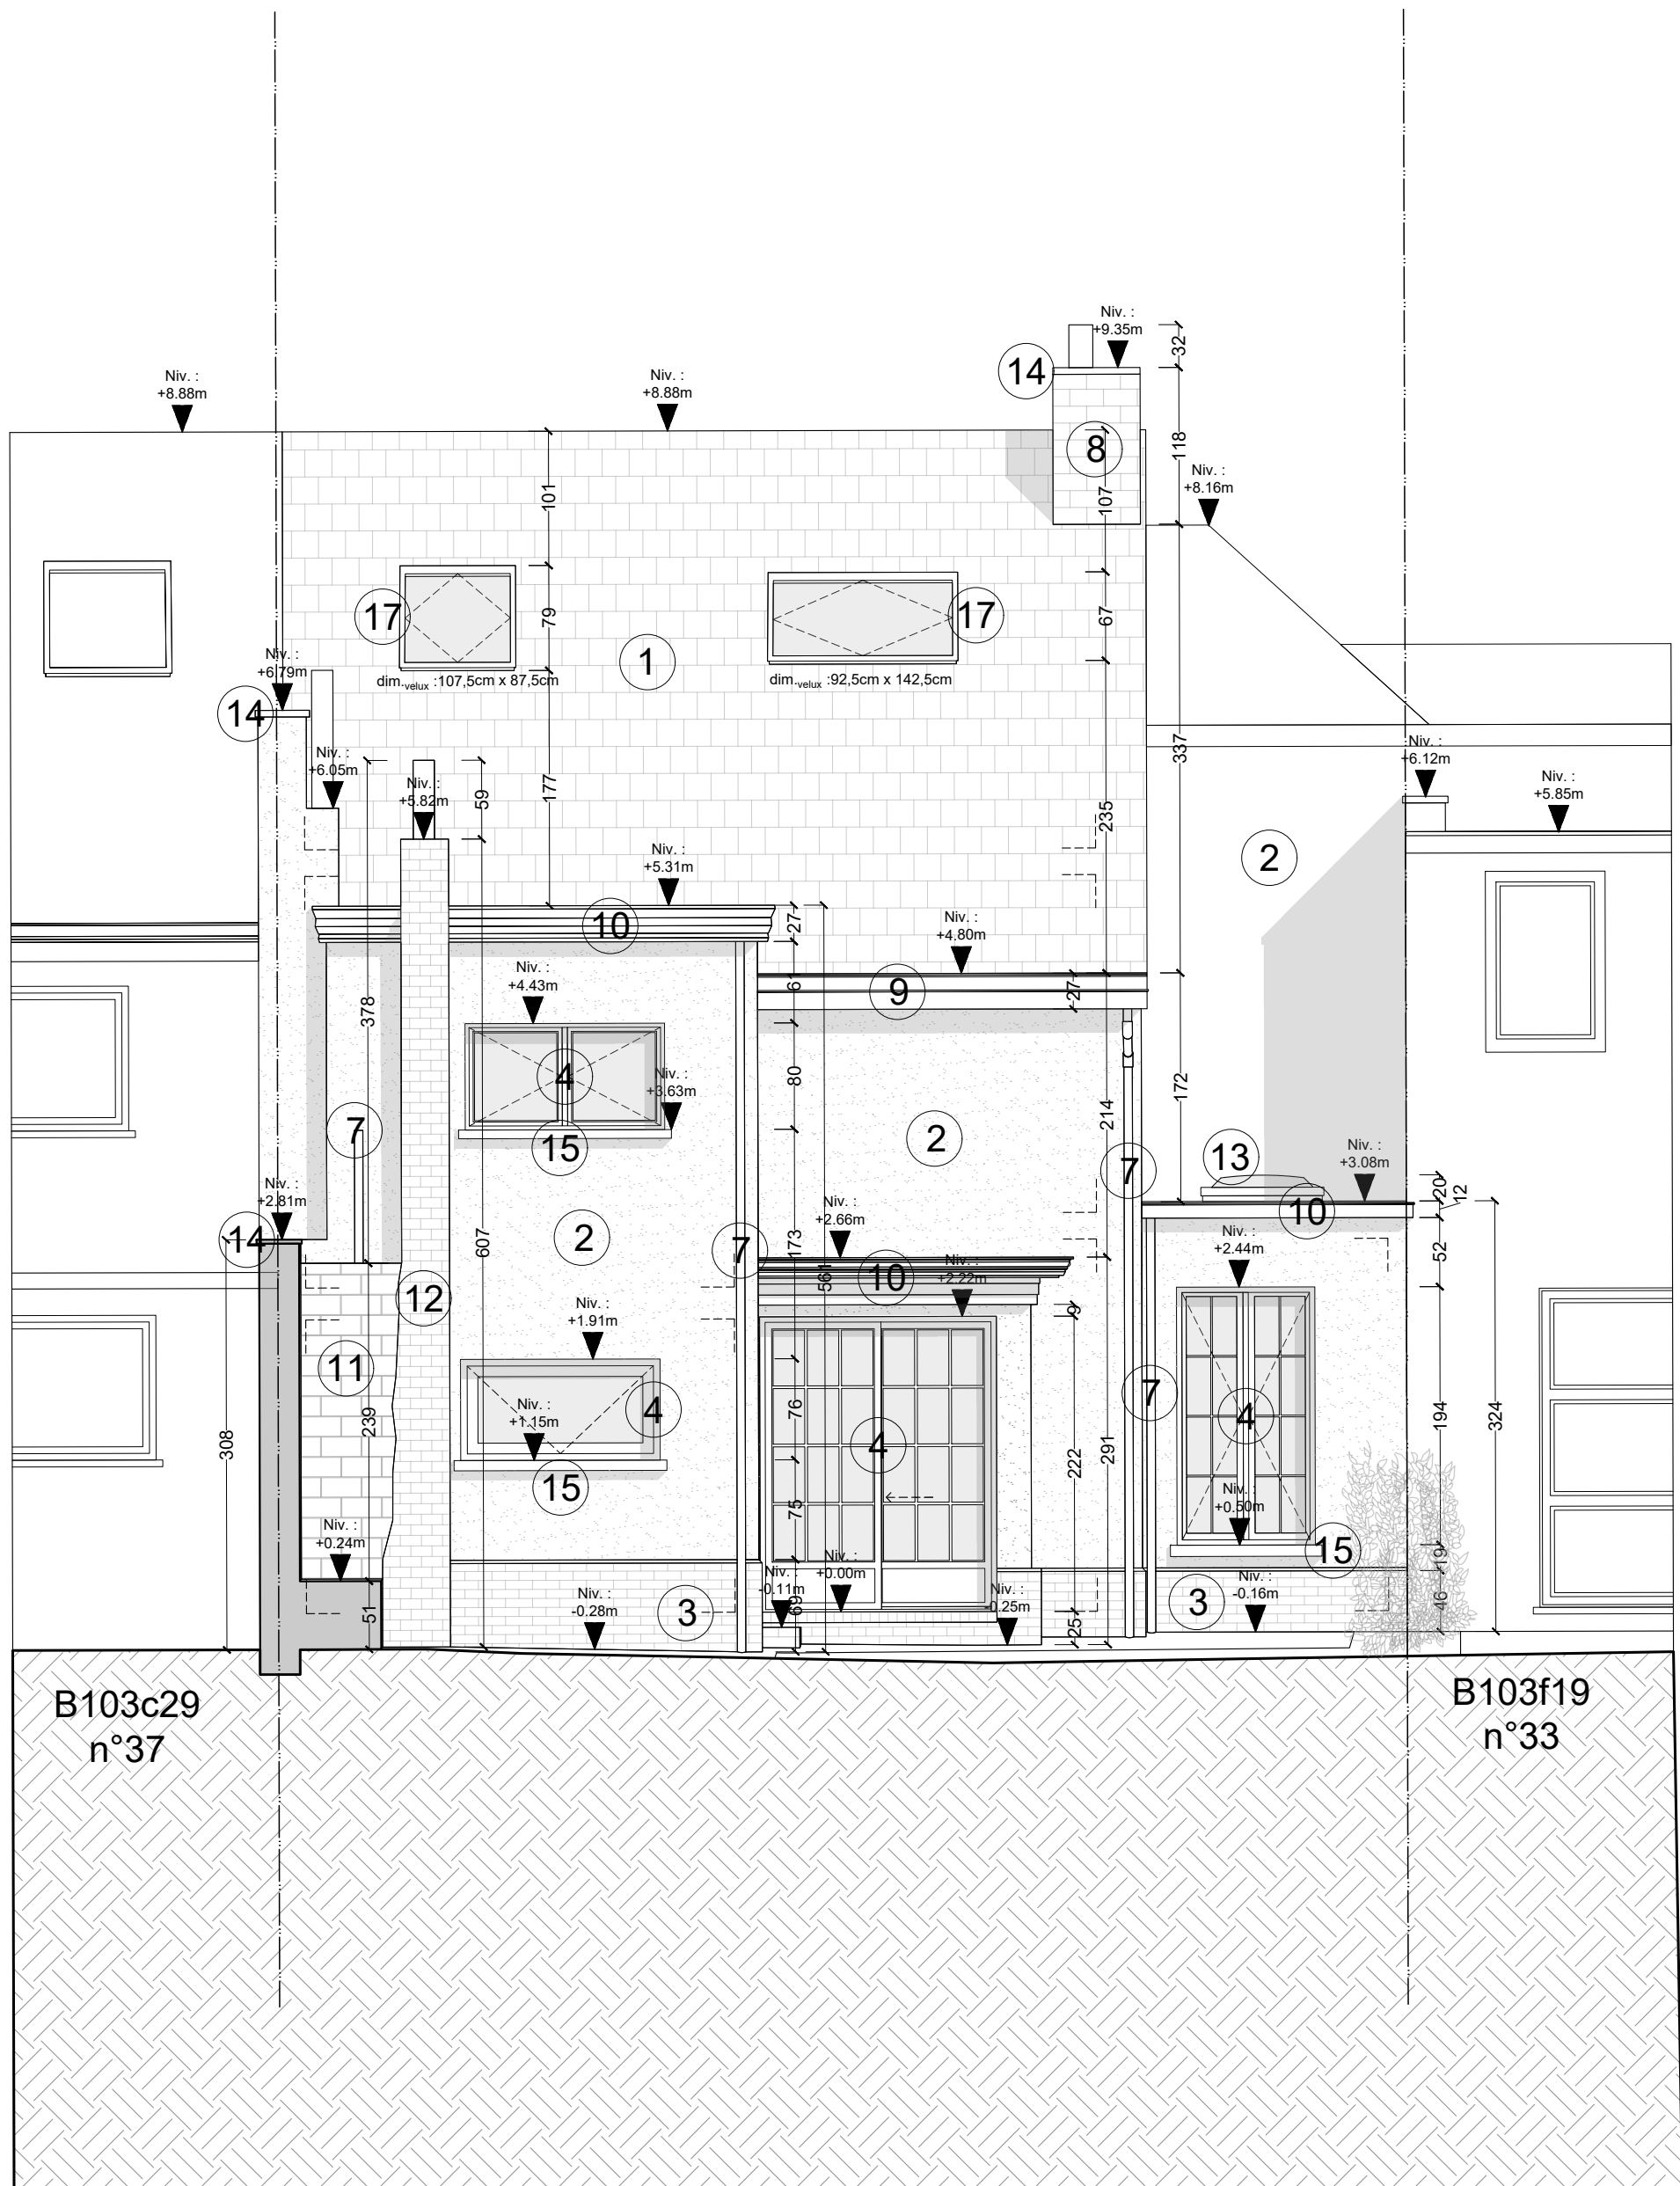 Niv. :
+9.35m
32
14
Niv. :
+8.88m
Niv. :
+8.88m
8
118
Niv. :
+8.16m
101
107
17
79
17
67
1
Niv. :
+6.79m
dim.velux :107,5cm x 87,5cm
dim.velux :92,5cm x 142,5cm
14
Niv. :
+6.05m
Niv. :
+5.82m
59
177
235
337
Niv. :
+6.12m
Niv. :
+5.85m
2
Niv. :
+5.31m
10
27
Niv. :
+4.80m
Niv. :
+4.43m
61
9
27
378
4
80
Niv. :
+3.63m
172
7
15
2
214
7
13
Niv. :
+3.08m
20
12
Niv. :
+2.81m
14
607
2
7
173
561
Niv. :
+2.66m
10
Niv. :
+2.22m
10
Niv. :
+2.44m
52
12
9
Niv. :
+1.91m
11
4
76
7
4
194
324
Niv. :
+1.15m
239
308
15
4
222
291
75
Niv. :
+0.50m
15
19
Niv. :
+0.24m
Niv. :
+0.00m
Niv. :
-0.11m
Niv. :
-0.25m
Niv. :
-0.28m
3
69
25
3
Niv. :
-0.16m
46
51
B103c29
n°37
B103f19
n°33